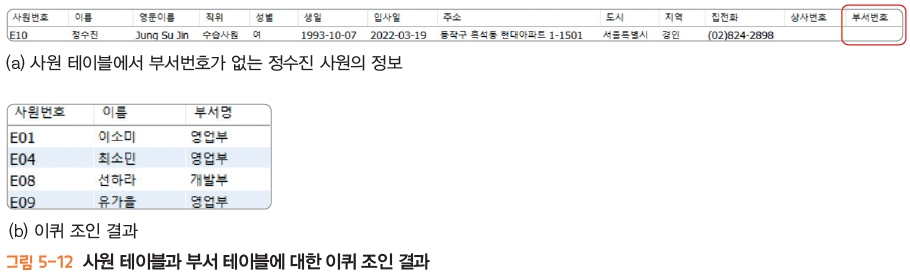 사원번호 이름 영문이름 직위 성별 생일 입사일 주소 도시 지역 집전화 상사번호 부서번호
E10 정수진 Jung Su Jin 수습사원 여 1993-10-07 2022-03-19 동작구 흑석동 현대아파트 1-1501 서울특별시 경인 (02)824-2898
(a) 사원 테이블에서 부서번호가 없는 정수진 사원의 정보
사원번호 이름 부서명
E01 이소미 영업부
E04 최소민 영업부
E08 선하라 개발부
E09 유가을 영업부
(b) 이퀴 조인 결과
그림 5-12 사원 테이블과 부서 테이블에 대한 이퀴 조인 결과